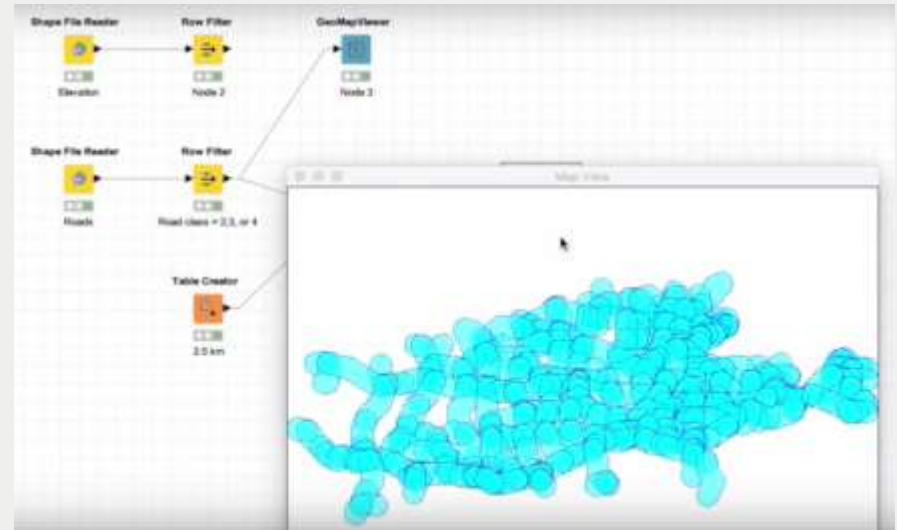 Shape File Reader
Row Filter
GeoMapViewer
Elevation
Node 2
Node 3
Shape File Reader
Row Filter
Map View
Roads
Road class = 2,3, or 4
Table Creator
2.5 km